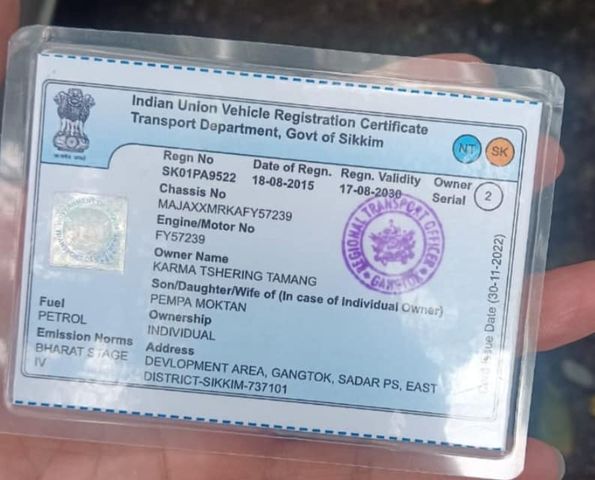 Indian Union Vehicle Registration Certificate
Transport Department, Govt of Sikkim
NT SK
Regn No Date of Regn. Regn. Validity Owner
SK01PA9522 18-08-2015 17-08-2030 Serial 2
Chassis No
MAJAXXMRKAFY57239
Engine/Motor No
FY57239
Owner Name
KARMA TSHERING TAMANG
Son/Daughter/Wife of (In case of Individual Owner)
PEMPA MOKTAN
Fuel
PETROL
Ownership
INDIVIDUAL
Emission Norms
BHARAT STAGE
IV
Address
DEVLOPMENT AREA, GANGTOK, SADAR PS, EAST
DISTRICT-SIKKIM-737101
REGIONAL TRANSPORT OFFICER
GANGTOK
Card Issue Date (30-11-2022)